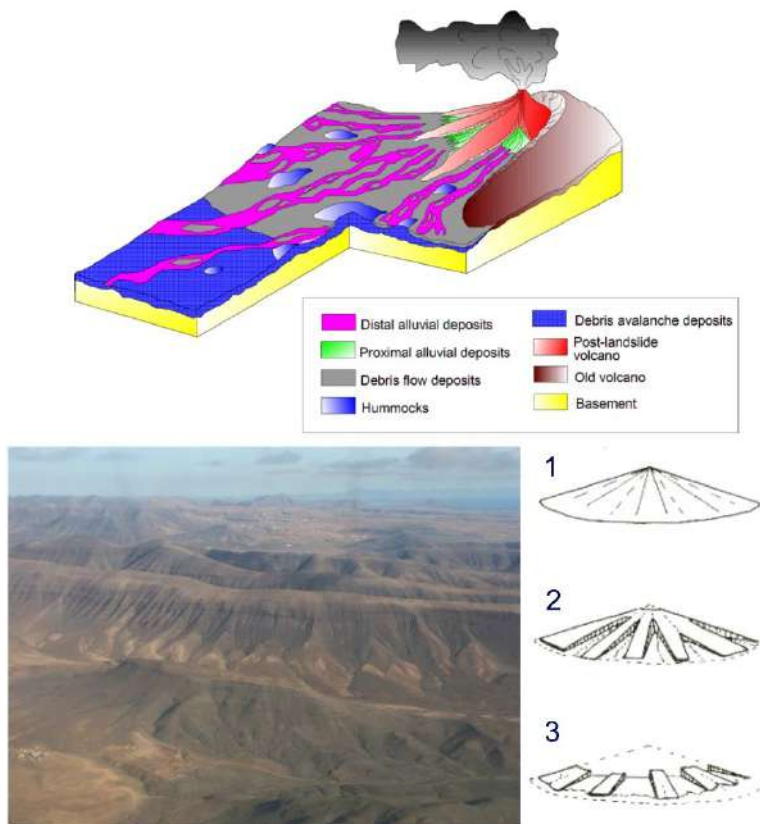 Distal alluvial deposits
Proximal alluvial deposits
Debris flow deposits
Hummocks
Debris avalanche deposits
Post-landslide
volcano
Old volcano
Basement
1
2
3